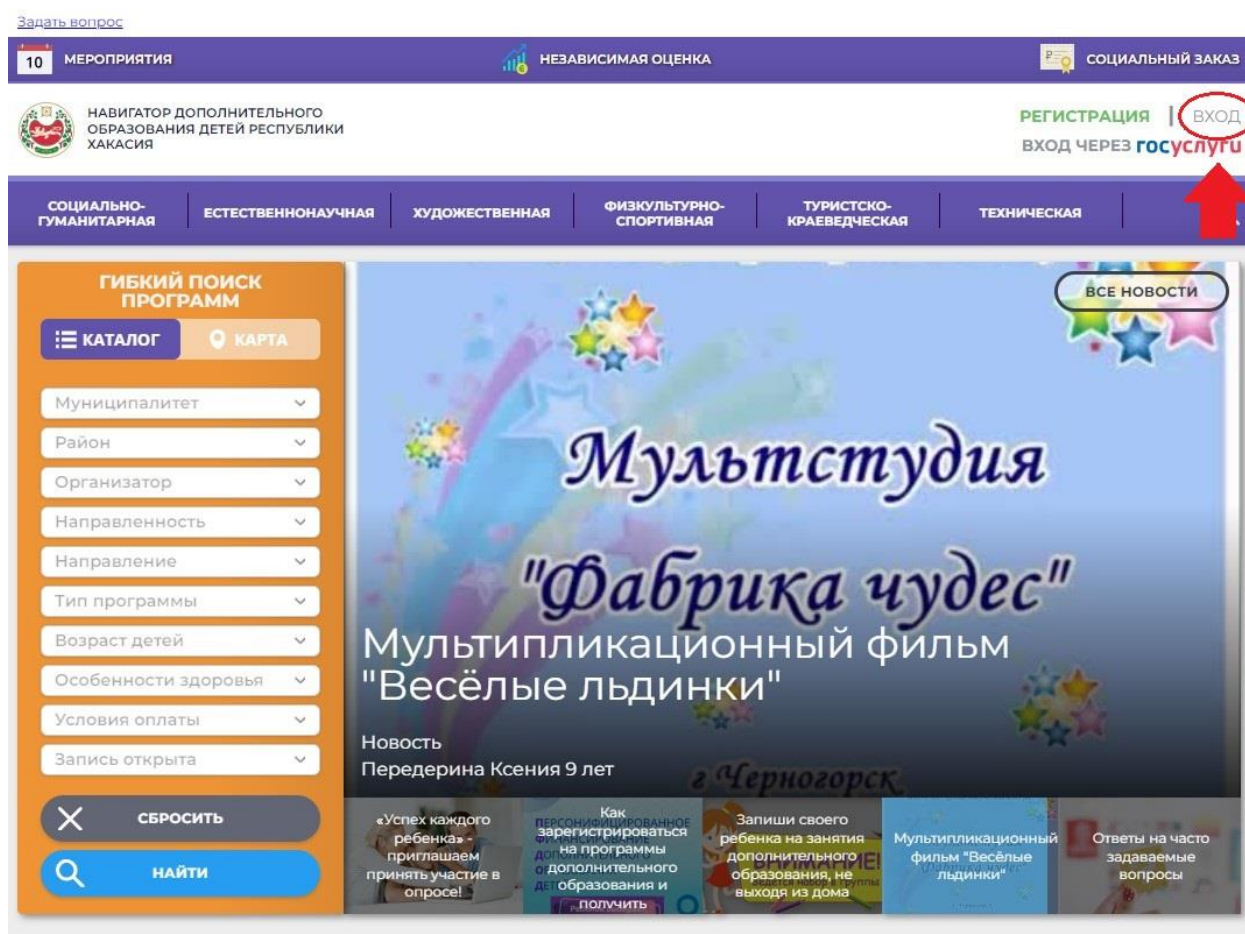 Задать вопрос
10 МЕРОПРИЯТИЯ
НЕЗАВИСИМАЯ ОЦЕНКА
СОЦИАЛЬНЫЙ ЗАКАЗ
НАВИГАТОР ДОПОЛНИТЕЛЬНОГО
ОБРАЗОВАНИЯ ДЕТЕЙ РЕСПУБЛИКИ
ХАКАСИЯ
РЕГИСТРАЦИЯ | ВХОД
ВХОД ЧЕРЕЗ госуслуги
СОЦИАЛЬНО-
ГУМАНИТАРНАЯ
ЕСТЕСТВЕННОНАУЧНАЯ
ХУДОЖЕСТВЕННАЯ
ФИЗКУЛЬТУРНО-
СПОРТИВНАЯ
ТУРИСТСКО-
КРАЕВЕДЧЕСКАЯ
ТЕХНИЧЕСКАЯ
ГИБКИЙ ПОИСК
ПРОГРАММ
КАТАЛОГ
КАРТА
Муниципалитет
Район
Организатор
Направленность
Направление
Тип программы
Возраст детей
Особенности здоровья
Условия оплаты
Запись открыта
СБРОСИТЬ
НАЙТИ
ВСЕ НОВОСТИ
Мультстудия
"Фабрика чудес"
Мультипликационный фильм
"Весёлые льдинки"
Новость
Передерина Ксения 9 лет
г Черногорск
«Успех каждого
ребенка» -
приглашаем
принять участие в
опросе!
Как
зарегистрироваться
на программы
дополнительного
образования и
получить
Запиши своего
ребенка на занятия
дополнительного
образования, не
выходя из дома
Мультипликационный
фильм "Весёлые
льдинки"
Ответы на часто
задаваемые
вопросы